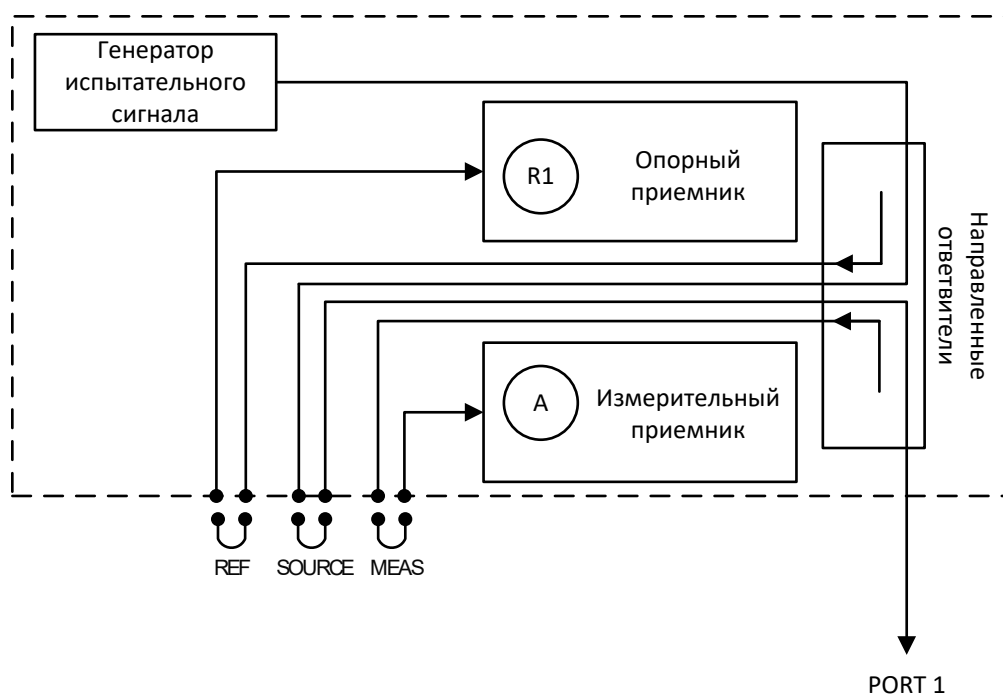 Генератор
испытательного
сигнала
R1
Опорный
приемник
Направленные
ответвители
A
Измерительный
приемник
REF
SOURCE
MEAS
PORT 1